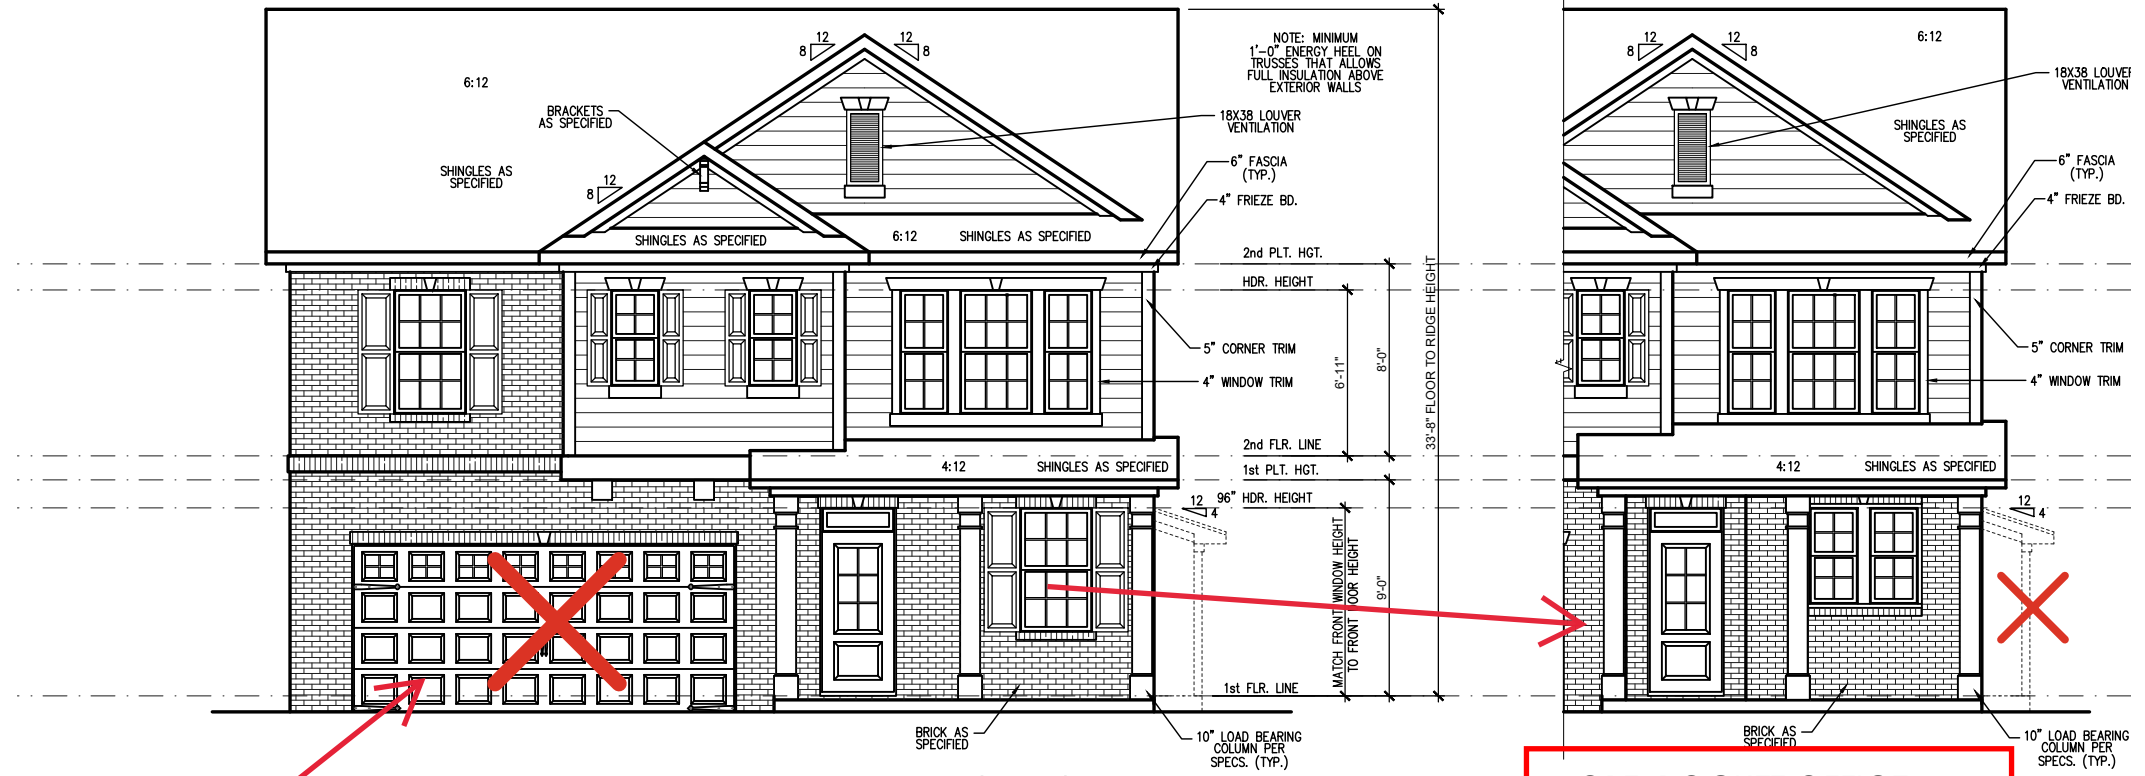 12
8
12
8
6:12
BRACKETS
AS SPECIFIED
SHINGLES AS
SPECIFIED
12
8
SHINGLES AS SPECIFIED
6:12
SHINGLES AS SPECIFIED
NOTE: MINIMUM
1'-0" ENERGY HEEL ON
TRUSSES THAT ALLOWS
FULL INSULATION ABOVE
EXTERIOR WALLS
18X38 LOUVER
VENTILATION
6" FASCIA
(TYP.)
4" FRIEZE BD.
2nd PLT. HGT.
HDR. HEIGHT
5" CORNER TRIM
4" WINDOW TRIM
6'-11"
8'-0"
33'-8" FLOOR TO RIDGE HEIGHT
2nd FLR. LINE
1st PLT. HGT.
4:12
SHINGLES AS SPECIFIED
96" HDR. HEIGHT
12
4
MATCH FRONT WINDOW HEIGHT
TO FRONT DOOR HEIGHT
9'-0"
1st FLR. LINE
BRICK AS
SPECIFIED
10" LOAD BEARING
COLUMN PER
SPECS. (TYP.)
12
8
12
8
6:12
18X38 LOUVER
VENTILATION
SHINGLES AS
SPECIFIED
6" FASCIA
(TYP.)
4" FRIEZE BD.
5" CORNER TRIM
4" WINDOW TRIM
4:12
SHINGLES AS SPECIFIED
12
4
BRICK AS
SPECIFIED
10" LOAD BEARING
COLUMN PER
SPECS. (TYP.)